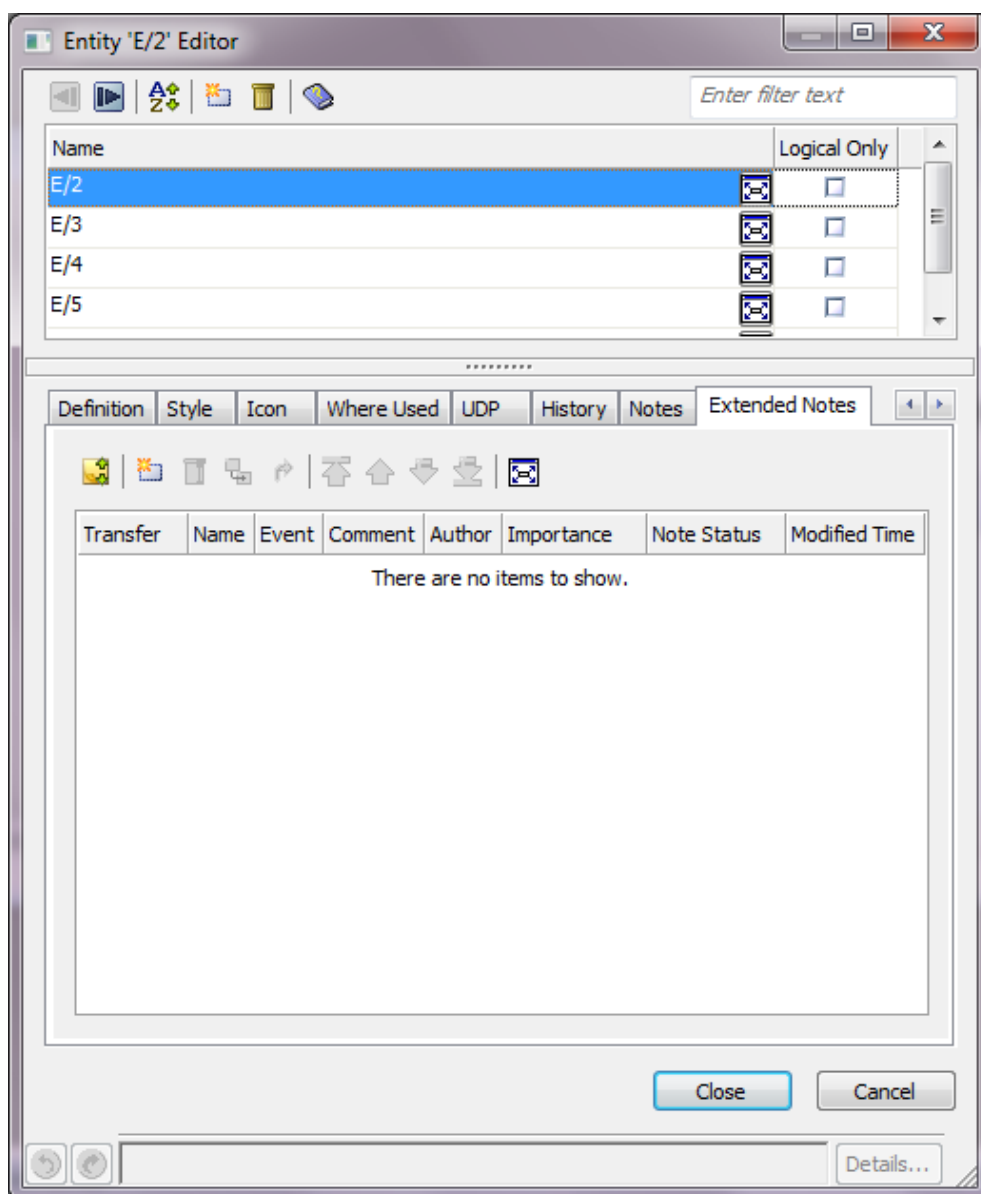 Entity 'E/2' Editor
A
Z
Enter filter text
Name Logical Only
E/2
E/3
E/4
E/5
Definition Style Icon Where Used UDP History Notes Extended Notes
Transfer Name Event Comment Author Importance Note Status Modified Time
There are no items to show.
Close Cancel
Details...